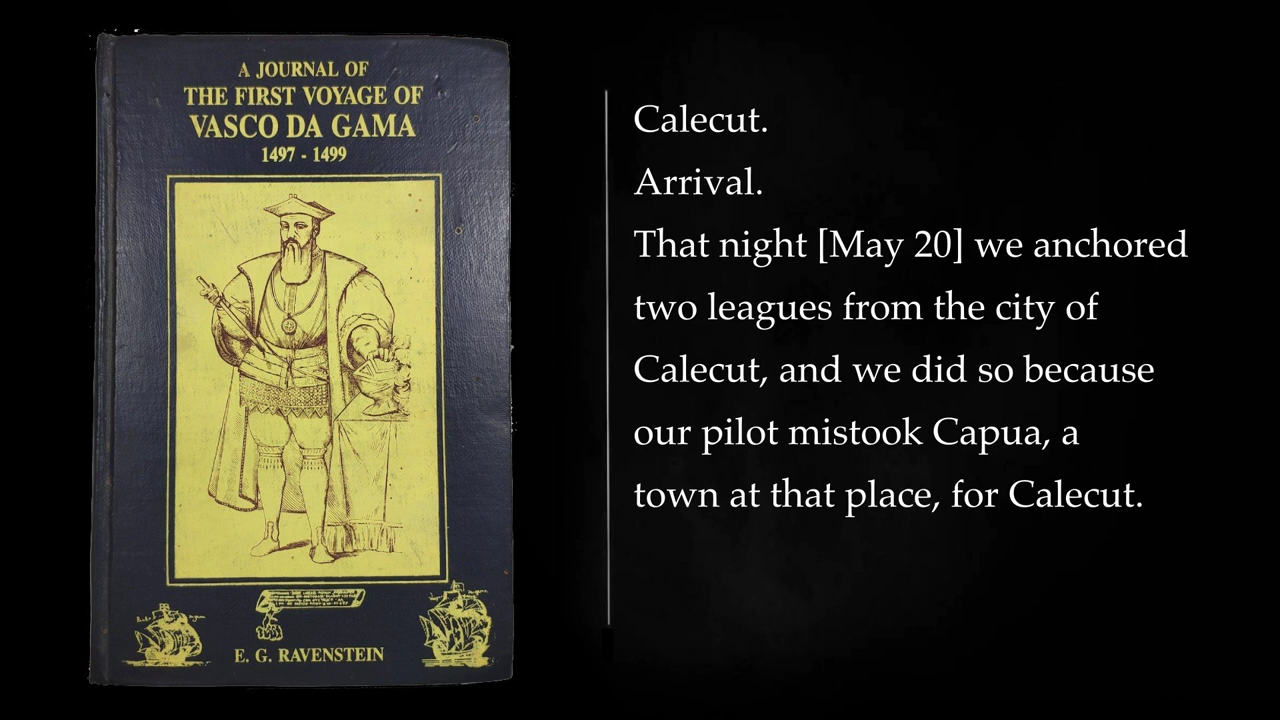 A JOURNAL OF
THE FIRST VOYAGE OF
VASCO DA GAMA
1497 - 1499
E. G. RAVENSTEIN
Calecut.
Arrival.
That night [May 20] we anchored
two leagues from the city of
Calecut, and we did so because
our pilot mistook Capua, a
town at that place, for Calecut.